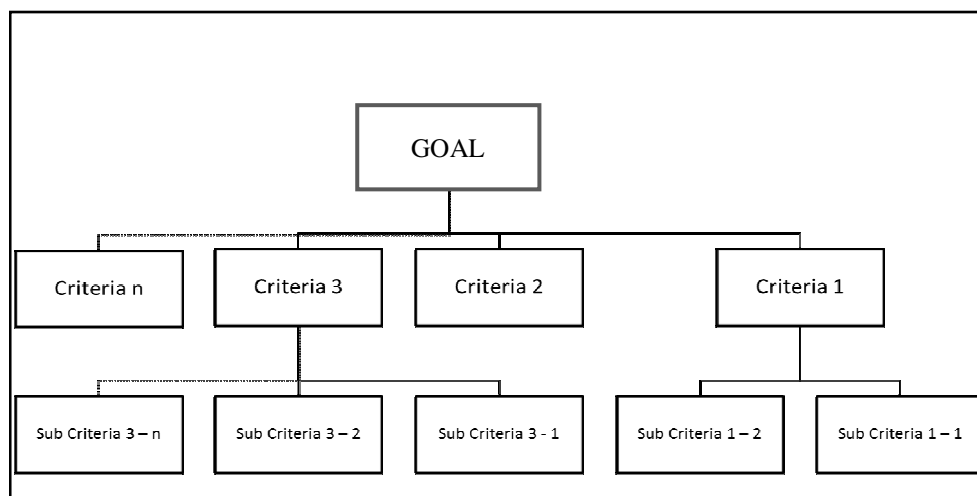 GOAL
Criteria n
Criteria 3
Criteria 2
Criteria 1
Sub Criteria 3 – n
Sub Criteria 3 – 2
Sub Criteria 3 - 1
Sub Criteria 1 – 2
Sub Criteria 1 – 1